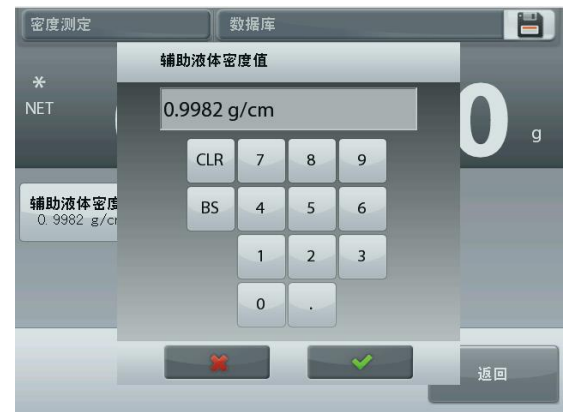 密度测定
数据库
辅助液体密度值
*
NET
0.9982 g/cm
0
g
CLR 7 8 9
辅助液体密度
0.9982 g/cm
BS 4 5 6
1 2 3
0 .
返回